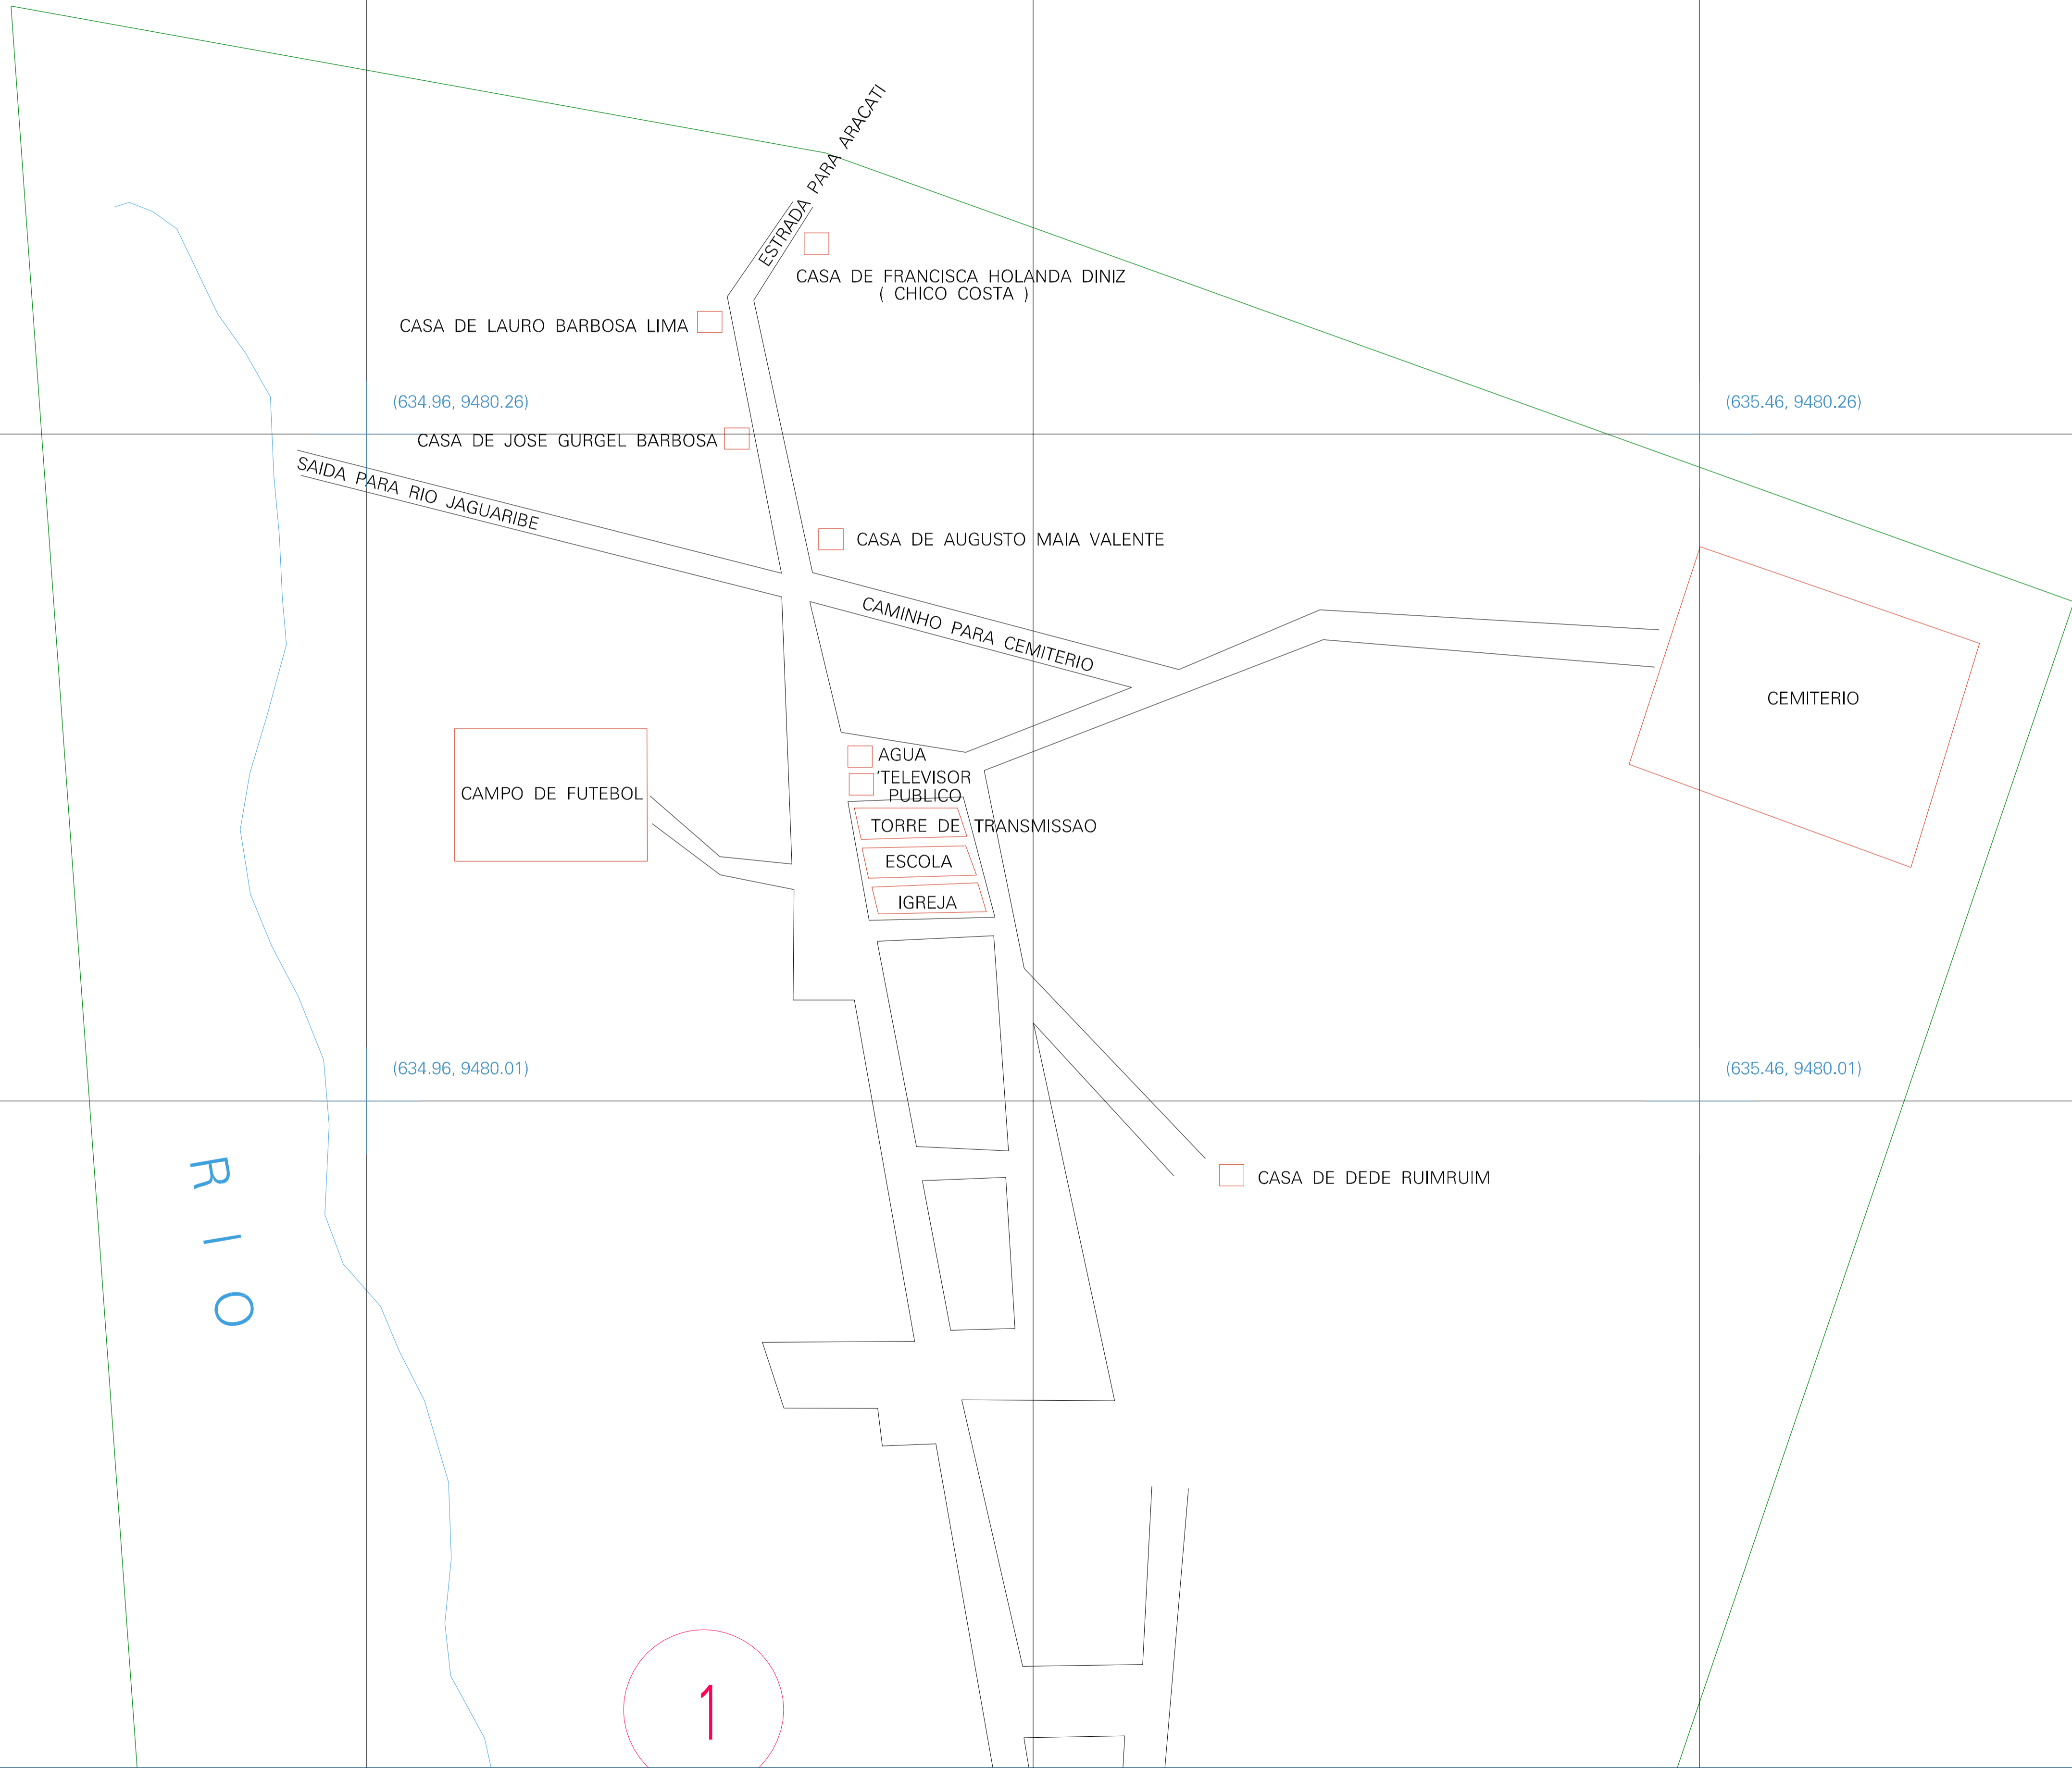 ESTRADA PARA ARACATI
CASA DE FRANCISCA HOLANDA DINIZ
( CHICO COSTA )
CASA DE LAURO BARBOSA LIMA
(634.96, 9480.26)
(635.46, 9480.26)
CASA DE JOSE GURGEL BARBOSA
SAIDA PARA RIO JAGUARIBE
CASA DE AUGUSTO MAIA VALENTE
CAMINHO PARA CEMITERIO
CEMITERIO
AGUA
'TELEVISOR
PUBLICO
CAMPO DE FUTEBOL
TORRE DE TRANSMISSAO
ESCOLA
IGREJA
(634.96, 9480.01)
(635.46, 9480.01)
CASA DE DEDE RUIMRUIM
RIO
1